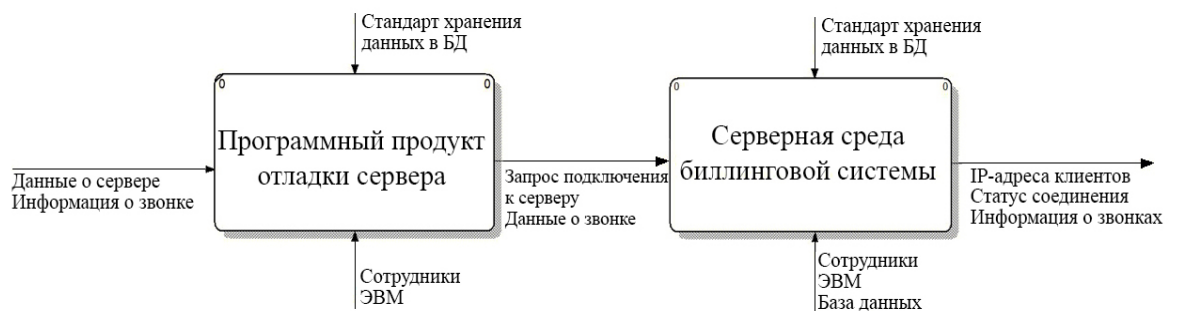 Стандарт хранения
данных в БД
0
0
Программный продукт
отладки сервера
Данные о сервере
Информация о звонке
Сотрудники
ЭВМ
Запрос подключения
к серверу
Данные о звонке
Стандарт хранения
данных в БД
0
0
Серверная среда
биллинговой системы
Сотрудники
ЭВМ
База данных
IP-адреса клиентов
Статус соединения
Информация о звонках